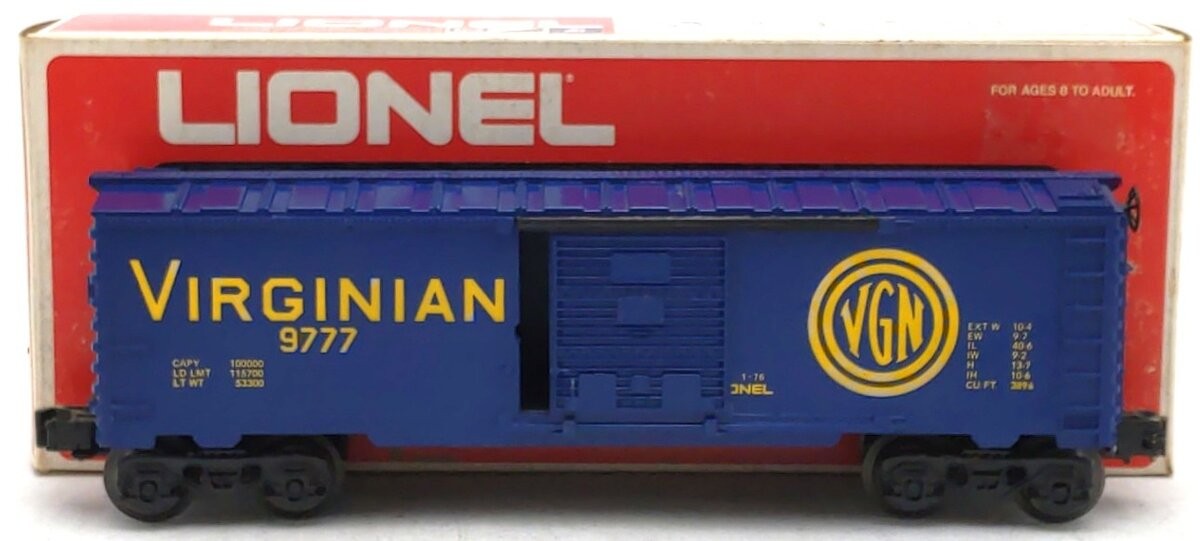 LIONEL
FOR AGES 8 TO ADULT.
VIRGINIAN
9777
CAPY 100000
LD LMT 115700
LT WT 53300
1-76
ONEL
VGN
EXT W 10-4
EW 9-7
IL 40-6
IW 9-2
H 13-7
IH 10-6
CU FT. 3896